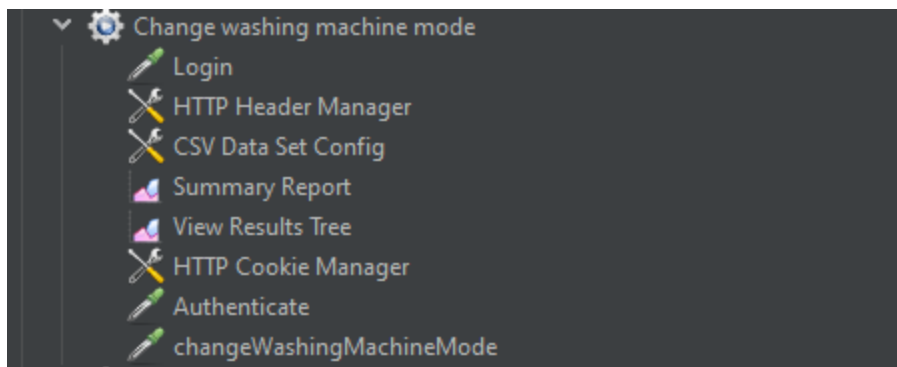 Change washing machine mode
Login
HTTP Header Manager
CSV Data Set Config
Summary Report
View Results Tree
HTTP Cookie Manager
Authenticate
changeWashingMachineMode